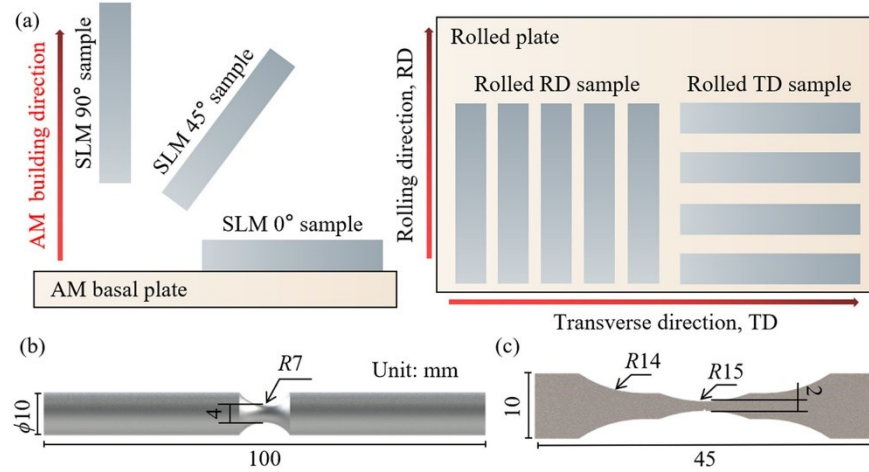 (a)
AM building direction
SLM 90° sample
SLM 45° sample
SLM 0° sample
AM basal plate
Rolling direction, RD
Rolled plate
Rolled RD sample
Rolled TD sample
Transverse direction, TD
(b)
R7
Unit: mm
ϕ10
4
100
(c)
R14
R15
2
10
45